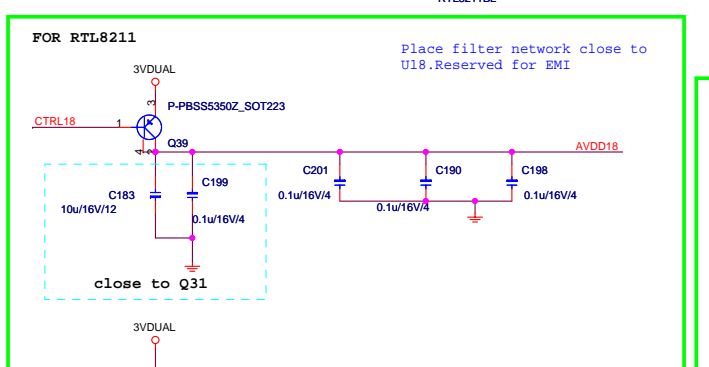 FOR RTL8211
Place filter network close to
U18.Reserved for EMI
3VDUAL
3
P-PBSS5350Z_SOT223
CTRL18
1
Q39
4
2
AVDD18
C183
10u/16V/12
C199
0.1u/16V/4
C201
0.1u/16V/4
C190
0.1u/16V/4
C198
0.1u/16V/4
close to Q31
3VDUAL